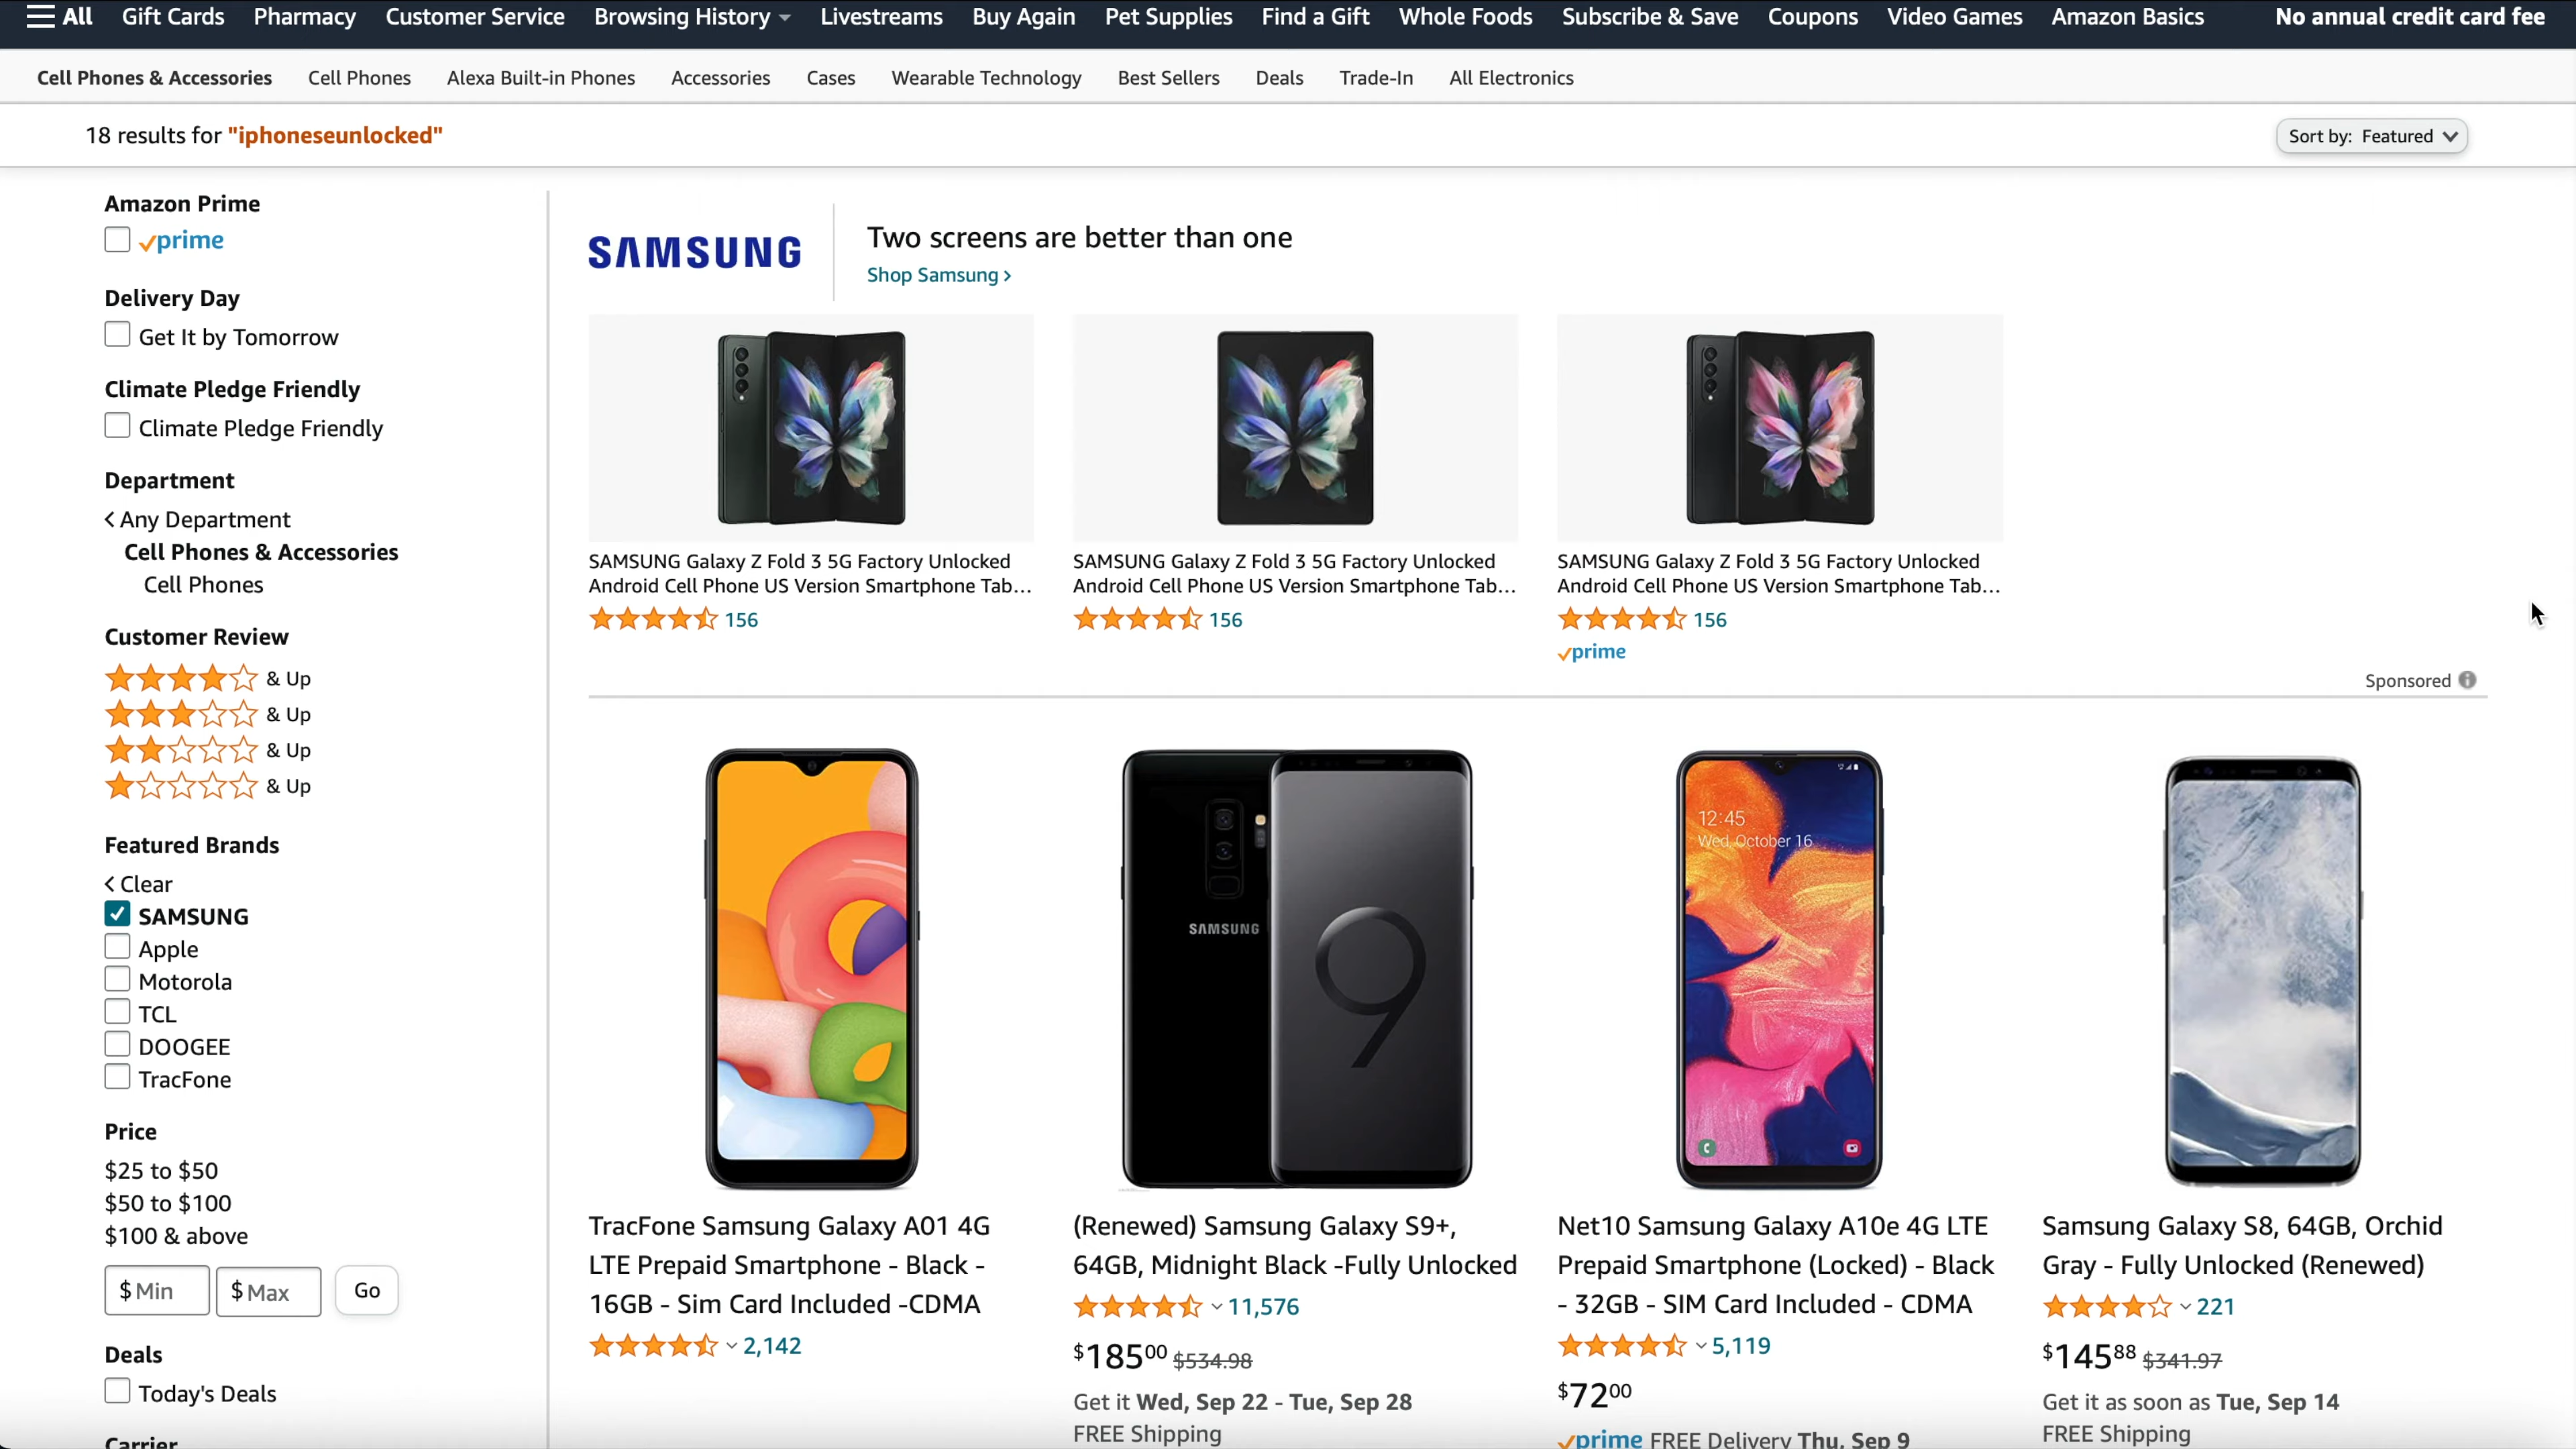 All Gift Cards Pharmacy Customer Service Browsing History Livestreams Buy Again Pet Supplies Find a Gift Whole Foods Subscribe & Save Coupons Video Games Amazon Basics No annual credit card fee
Cell Phones & Accessories Cell Phones Alexa Built-in Phones Accessories Cases Wearable Technology Best Sellers Deals Trade-In All Electronics
18 results for "iphoneseunlocked"
Sort by: Featured
Amazon Prime
prime
Delivery Day
Get It by Tomorrow
Climate Pledge Friendly
Climate Pledge Friendly
Department
Any Department
Cell Phones & Accessories
Cell Phones
Customer Review
& Up
& Up
& Up
& Up
Featured Brands
Clear
SAMSUNG
Apple
Motorola
TCL
DOOGEE
TracFone
Price
$25 to $50
$50 to $100
$100 & above
$ Min $ Max Go
Deals
Today's Deals
Carrier
SAMSUNG
Two screens are better than one
Shop Samsung ›
SAMSUNG Galaxy Z Fold 3 5G Factory Unlocked
Android Cell Phone US Version Smartphone Tab...
156
SAMSUNG Galaxy Z Fold 3 5G Factory Unlocked
Android Cell Phone US Version Smartphone Tab...
156
SAMSUNG Galaxy Z Fold 3 5G Factory Unlocked
Android Cell Phone US Version Smartphone Tab...
156
prime
Sponsored
SAMSUNG
9
12:45
Wed, October 16
TracFone Samsung Galaxy A01 4G
LTE Prepaid Smartphone - Black -
16GB - Sim Card Included -CDMA
2,142
(Renewed) Samsung Galaxy S9+,
64GB, Midnight Black -Fully Unlocked
11,576
$18500 $534.98
Get it Wed, Sep 22 - Tue, Sep 28
FREE Shipping
Net10 Samsung Galaxy A10e 4G LTE
Prepaid Smartphone (Locked) - Black
- 32GB - SIM Card Included - CDMA
5,119
$7200
prime FREE Delivery Thu, Sep 9
Samsung Galaxy S8, 64GB, Orchid
Gray - Fully Unlocked (Renewed)
221
$14588 $341.97
Get it as soon as Tue, Sep 14
FREE Shipping